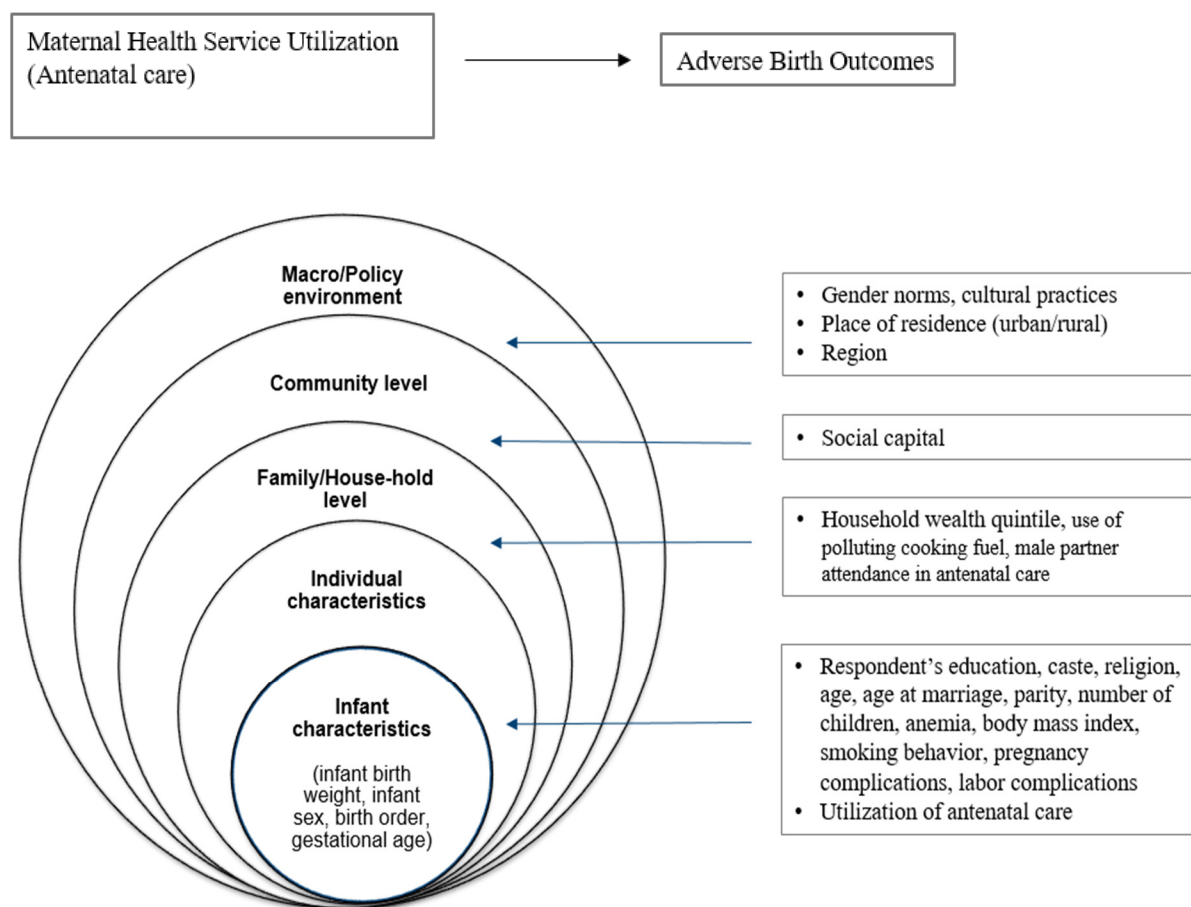 Maternal Health Service Utilization
(Antenatal care)
Adverse Birth Outcomes
Macro/Policy
environment
• Gender norms, cultural practices
• Place of residence (urban/rural)
• Region
Community level
• Social capital
Family/House-hold
level
• Household wealth quintile, use of
polluting cooking fuel, male partner
attendance in antenatal care
Individual
characteristics
• Respondent’s education, caste, religion,
age, age at marriage, parity, number of
children, anemia, body mass index,
smoking behavior, pregnancy
complications, labor complications
• Utilization of antenatal care
Infant
characteristics
(infant birth
weight, infant
sex, birth order,
gestational age)